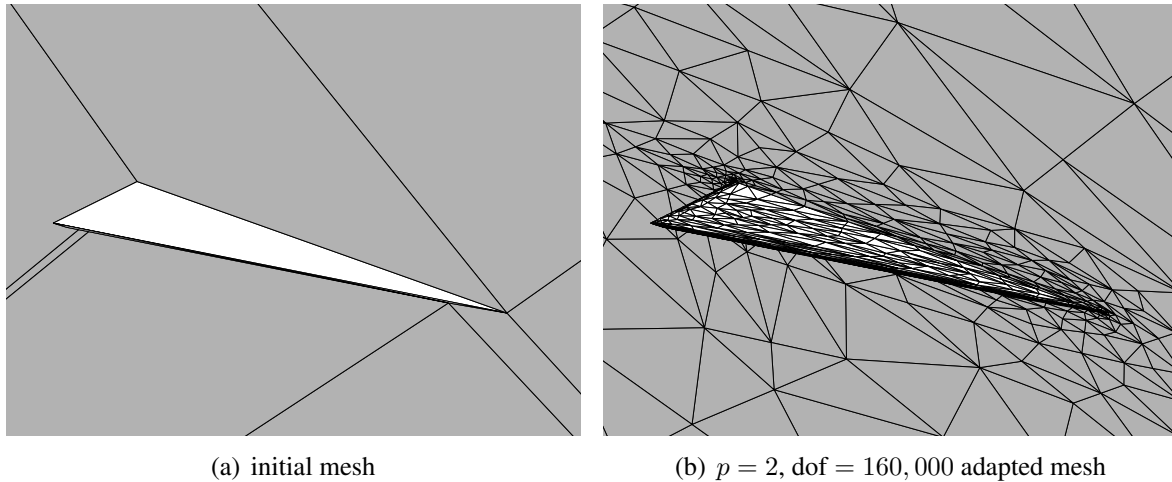 (a) initial mesh
(b) p = 2, dof = 160, 000 adapted mesh